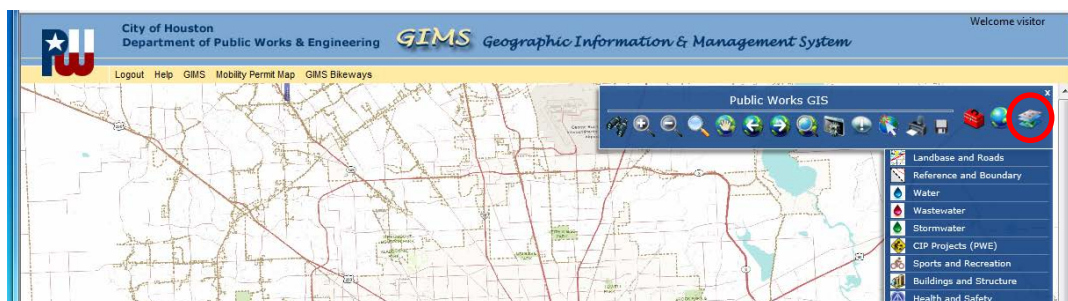 Welcome visitor
City of Houston
Department of Public Works & Engineering
GIMS Geographic Information & Management System
PW
Logout Help GIMS Mobility Permit Map GIMS Bikeways
x
Public Works GIS
Landbase and Roads
Reference and Boundary
Water
Wastewater
Stormwater
CIP Projects (PWE)
Sports and Recreation
Buildings and Structure
Health and Safety